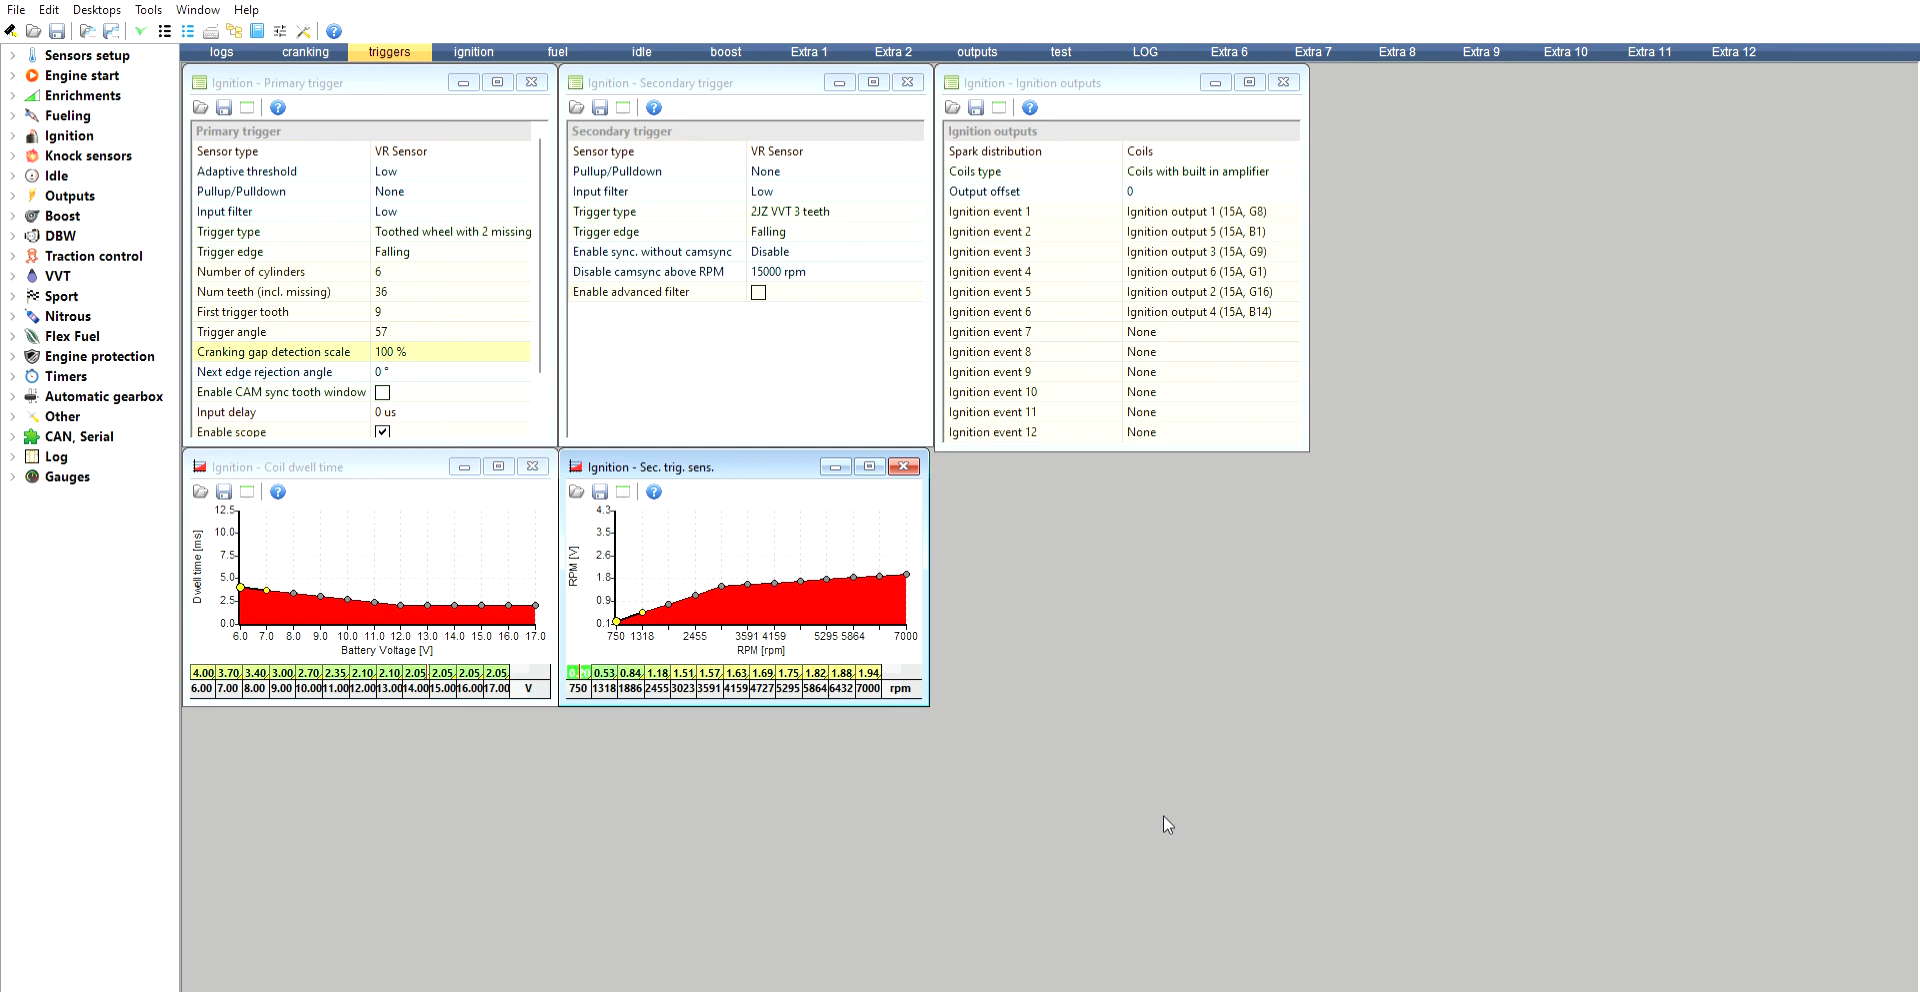 File Edit Desktops Tools Window Help
logs cranking triggers ignition fuel idle boost Extra 1 Extra 2 outputs test LOG Extra 6 Extra 7 Extra 8 Extra 9 Extra 10 Extra 11 Extra 12
Sensors setup
Engine start
Enrichments
Fueling
Ignition
Knock sensors
Idle
Outputs
Boost
DBW
Traction control
VVT
Sport
Nitrous
Flex Fuel
Engine protection
Timers
Automatic gearbox
Other
CAN, Serial
Log
Gauges
Ignition - Primary trigger
Primary trigger
Sensor type VR Sensor
Adaptive threshold Low
Pullup/Pulldown None
Input filter Low
Trigger type Toothed wheel with 2 missing
Trigger edge Falling
Number of cylinders 6
Num teeth (incl. missing) 36
First trigger tooth 9
Trigger angle 57
Cranking gap detection scale 100 %
Next edge rejection angle 0 °
Enable CAM sync tooth window
Input delay 0 us
Enable scope
Ignition - Secondary trigger
Secondary trigger
Sensor type VR Sensor
Pullup/Pulldown None
Input filter Low
Trigger type 2JZ VVT 3 teeth
Trigger edge Falling
Enable sync. without camsync Disable
Disable camsync above RPM 15000 rpm
Enable advanced filter
Ignition - Ignition outputs
Ignition outputs
Spark distribution Coils
Coils type Coils with built in amplifier
Output offset 0
Ignition event 1 Ignition output 1 (15A, G8)
Ignition event 2 Ignition output 5 (15A, B1)
Ignition event 3 Ignition output 3 (15A, G9)
Ignition event 4 Ignition output 6 (15A, G1)
Ignition event 5 Ignition output 2 (15A, G16)
Ignition event 6 Ignition output 4 (15A, B14)
Ignition event 7 None
Ignition event 8 None
Ignition event 9 None
Ignition event 10 None
Ignition event 11 None
Ignition event 12 None
Ignition - Coil dwell time
Dwell time [ms]
12.5
10.0
7.5
5.0
2.5
0.0
6.0 7.0 8.0 9.0 10.0 11.0 12.0 13.0 14.0 15.0 16.0 17.0
Battery Voltage [V]
4.00 3.70 3.40 3.00 2.70 2.35 2.10 2.10 2.05 2.05 2.05 2.05
6.00 7.00 8.00 9.00 10.00 11.00 12.00 13.00 14.00 15.00 16.00 17.00 V
Ignition - Sec. trig. sens.
RPM [V]
4.3
3.5
2.6
1.8
0.9
0.1
750 1318 2455 3591 4159 5295 5864 7000
RPM [rpm]
0.53 0.84 1.18 1.51 1.57 1.63 1.69 1.75 1.82 1.88 1.94
750 1318 1886 2455 3023 3591 4159 4727 5295 5864 6432 7000 rpm